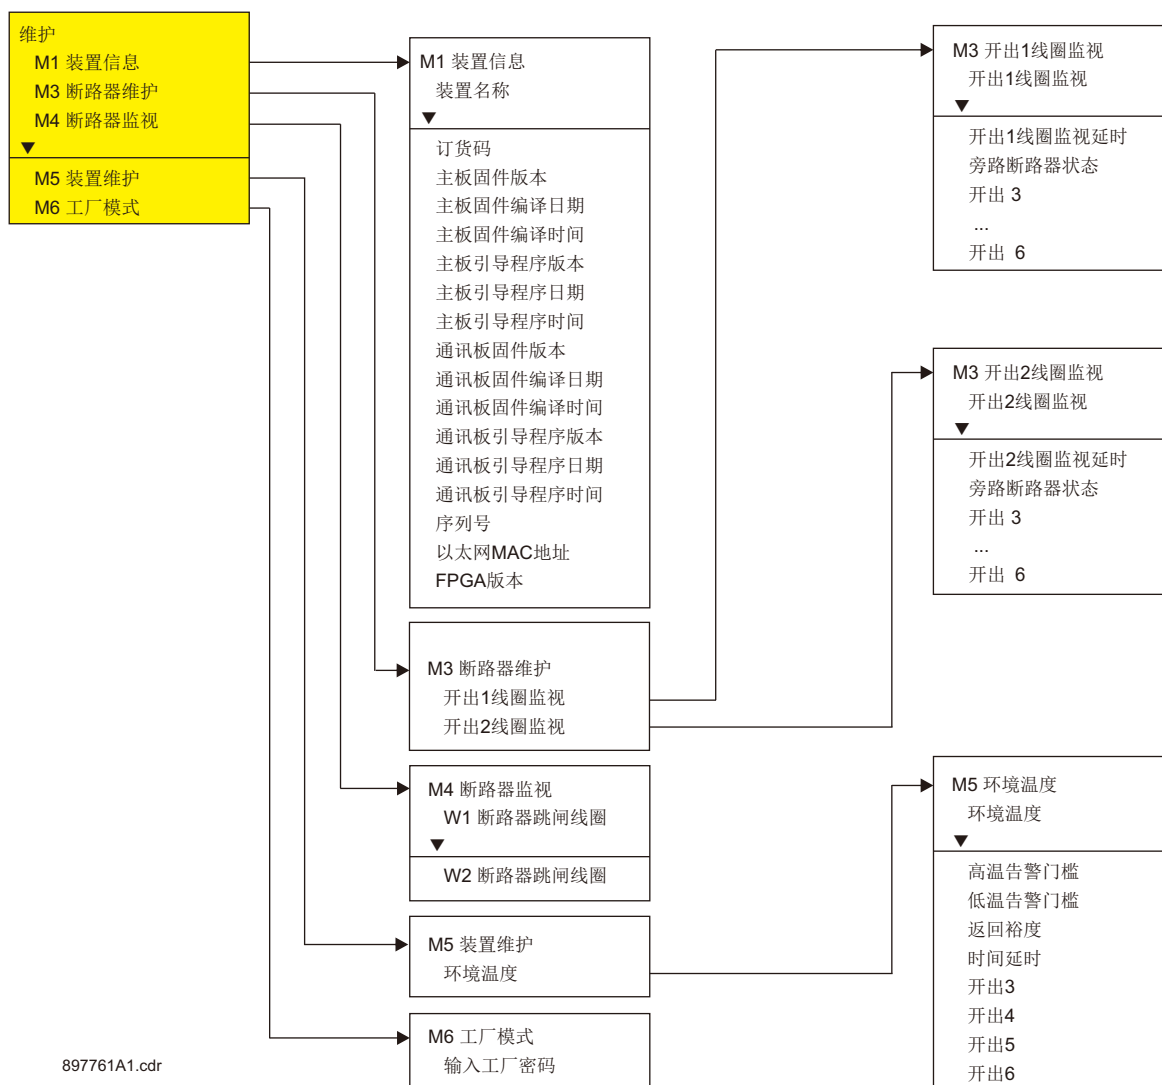 维护
M1 装置信息
M3 断路器维护
M4 断路器监视
▼
M5 装置维护
M6 工厂模式
M1 装置信息
装置名称
▼
订货码
主板固件版本
主板固件编译日期
主板固件编译时间
主板引导程序版本
主板引导程序日期
主板引导程序时间
通讯板固件版本
通讯板固件编译日期
通讯板固件编译时间
通讯板引导程序版本
通讯板引导程序日期
通讯板引导程序时间
序列号
以太网MAC地址
FPGA版本
M3 断路器维护
开出1线圈监视
开出2线圈监视
M4 断路器监视
W1 断路器跳闸线圈
▼
W2 断路器跳闸线圈
M5 装置维护
环境温度
M6 工厂模式
输入工厂密码
M3 开出1线圈监视
开出1线圈监视
▼
开出1线圈监视延时
旁路断路器状态
开出 3
...
开出 6
M3 开出2线圈监视
开出2线圈监视
▼
开出2线圈监视延时
旁路断路器状态
开出 3
...
开出 6
M5 环境温度
环境温度
▼
高温告警门槛
低温告警门槛
返回裕度
时间延时
开出3
开出4
开出5
开出6
897761A1.cdr